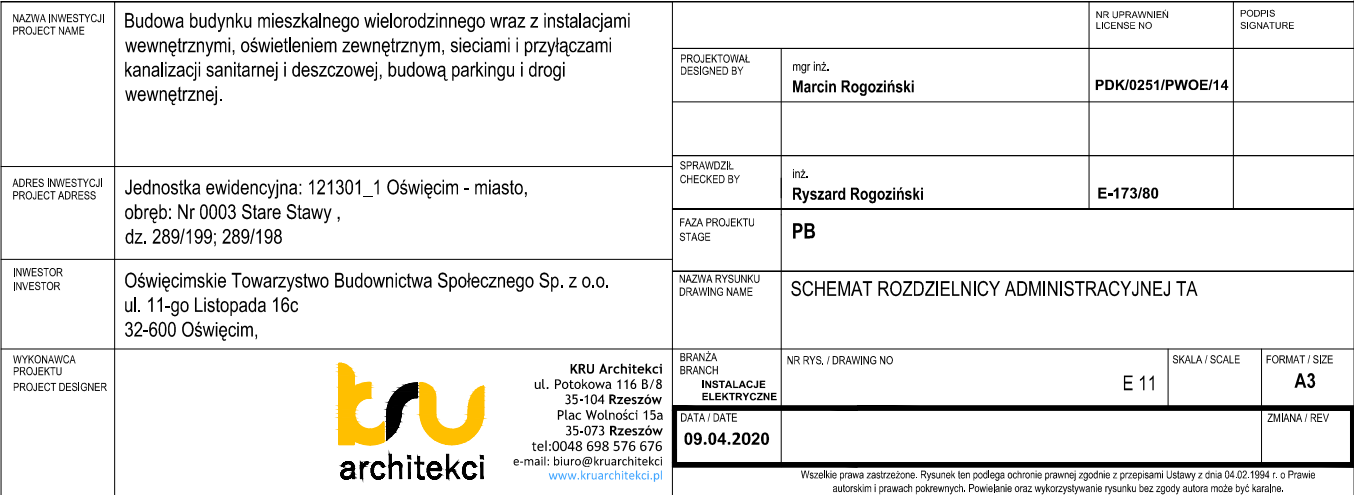 NAZWA INWESTYCJI
PROJECT NAME
Budowa budynku mieszkalnego wielorodzinnego wraz z instalacjami
wewnętrznymi, oświetleniem zewnętrznym, sieciami i przyłączami
kanalizacji sanitarnej i deszczowej, budową parkingu i drogi
wewnętrznej.
ADRES INWESTYCJI
PROJECT ADRESS
Jednostka ewidencyjna: 121301_1 Oświęcim - miasto,
obręb: Nr 0003 Stare Stawy ,
dz. 289/199; 289/198
INWESTOR
INVESTOR
Oświęcimskie Towarzystwo Budownictwa Społecznego Sp. z o.o.
ul. 11-go Listopada 16c
32-600 Oświęcim,
WYKONAWCA
PROJEKTU
PROJECT DESIGNER
kru
architekci
KRU Architekci
ul. Potokowa 116 B/8
35-104 Rzeszów
Plac Wolności 15a
35-073 Rzeszów
tel:0048 698 576 676
e-mail: biuro@kruarchitekci
www.kruarchitekci.pl
NR UPRAWNIEŃ
LICENSE NO
PODPIS
SIGNATURE
PROJEKTOWAŁ
DESIGNED BY
mgr inż.
Marcin Rogoziński
PDK/0251/PWOE/14
SPRAWDZIŁ
CHECKED BY
inż.
Ryszard Rogoziński
E-173/80
FAZA PROJEKTU
STAGE
PB
NAZWA RYSUNKU
DRAWING NAME
SCHEMAT ROZDZIELNICY ADMINISTRACYJNEJ TA
BRANŻA
BRANCH
INSTALACJE
ELEKTRYCZNE
NR RYS. / DRAWING NO
E 11
SKALA / SCALE
FORMAT / SIZE
A3
DATA / DATE
09.04.2020
ZMIANA / REV
Wszelkie prawa zastrzeżone. Rysunek ten podlega ochronie prawnej zgodnie z przepisami Ustawy z dnia 04.02.1994 r. o Prawie
autorskim i prawach pokrewnych. Powielanie oraz wykorzystywanie rysunku bez zgody autora może być karalne.